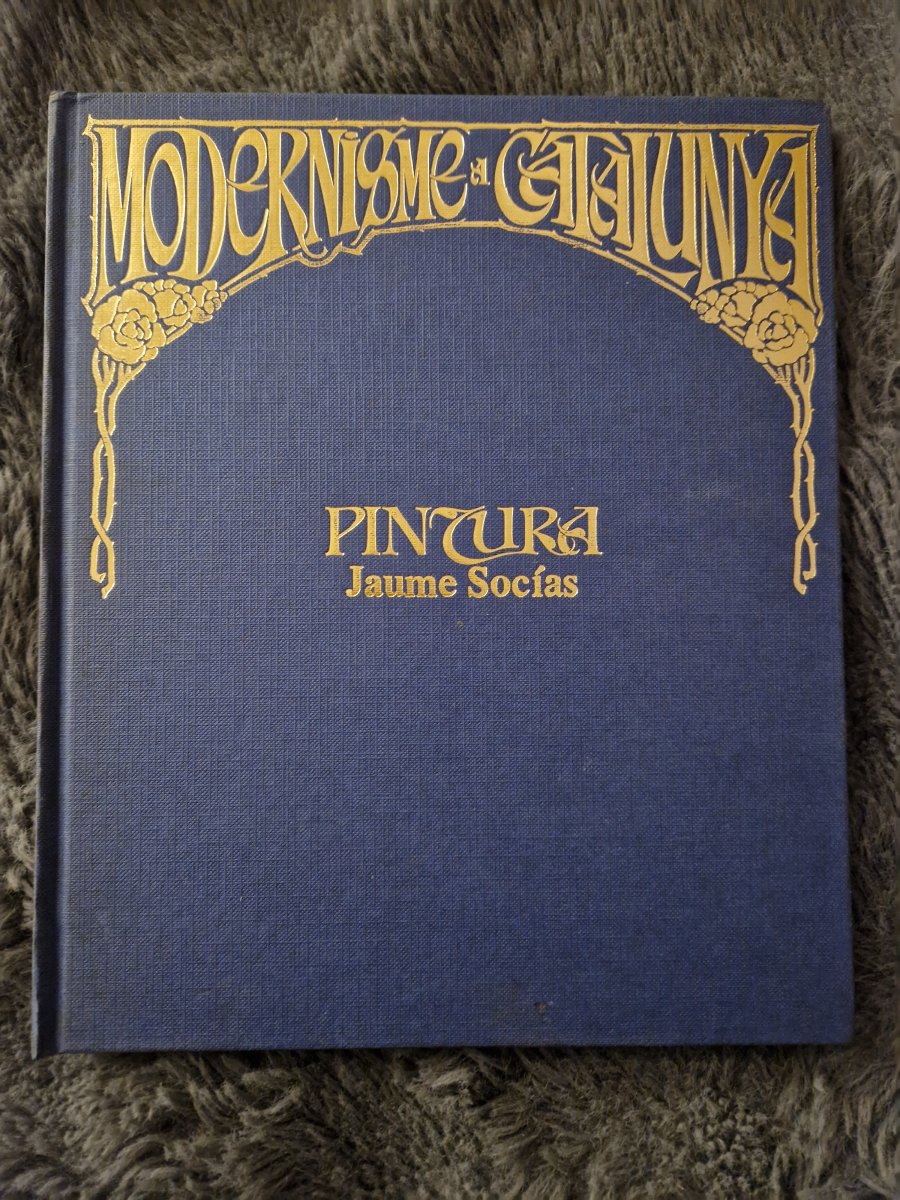 MODERNISME a CATALUNYA
PINTURA
Jaume Socías